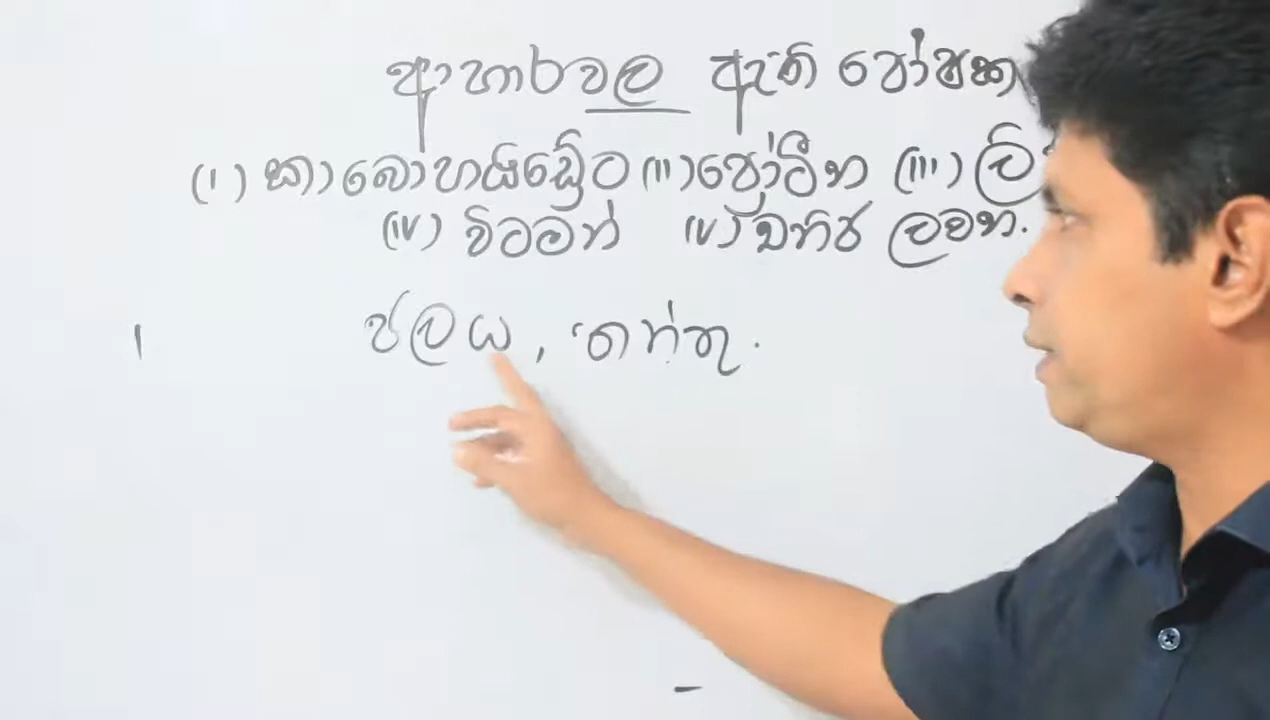 ආහාරවල ඇති පෝෂක
(I) කාබෝහයිඩ්‍රේට (II) ප්‍රෝටීන (III) ලි
(IV) විටමින් (V) ඛනිජ ලවණ.
ජලය, තන්තු.